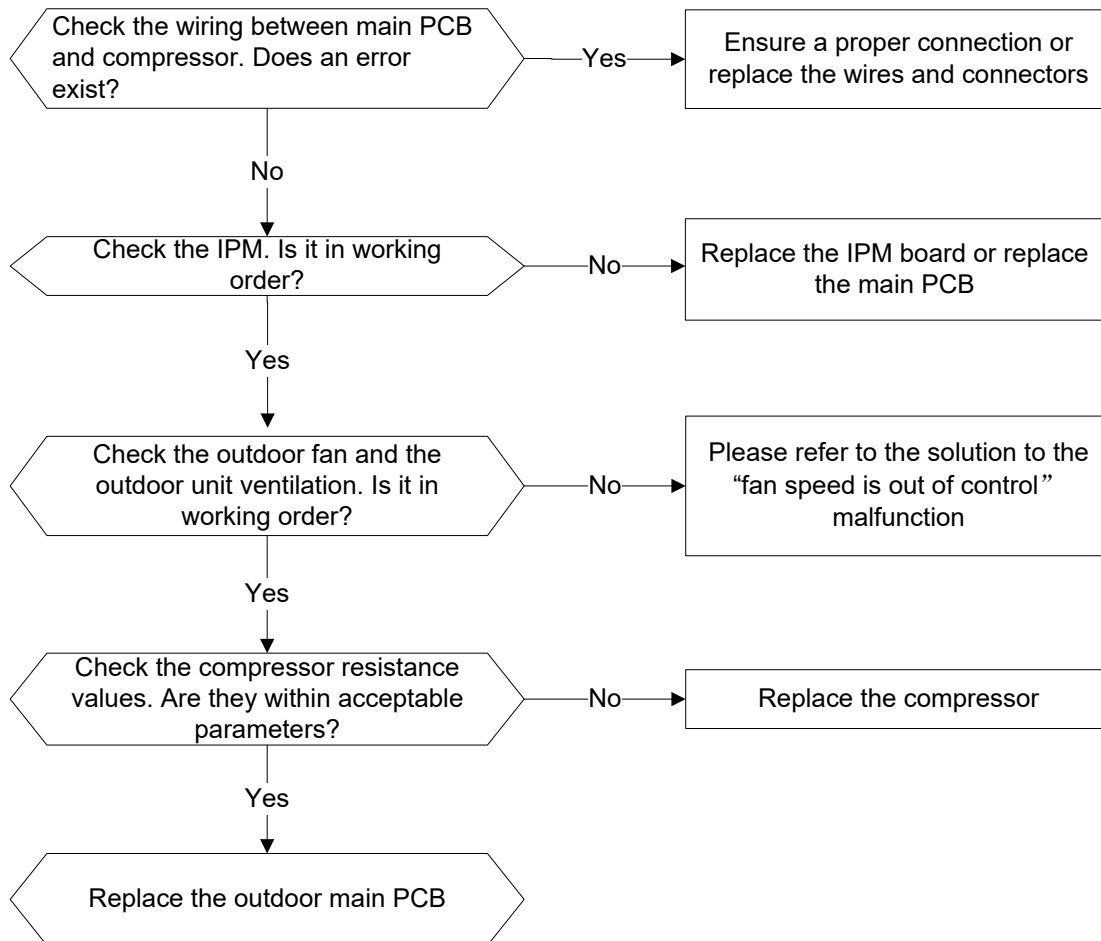 Check the wiring between main PCB
and compressor. Does an error
exist?
Yes
Ensure a proper connection or
replace the wires and connectors
No
Check the IPM. Is it in working
order?
No
Replace the IPM board or replace
the main PCB
Yes
Check the outdoor fan and the
outdoor unit ventilation. Is it in
working order?
No
Please refer to the solution to the
“fan speed is out of control”
malfunction
Yes
Check the compressor resistance
values. Are they within acceptable
parameters?
No
Replace the compressor
Yes
Replace the outdoor main PCB